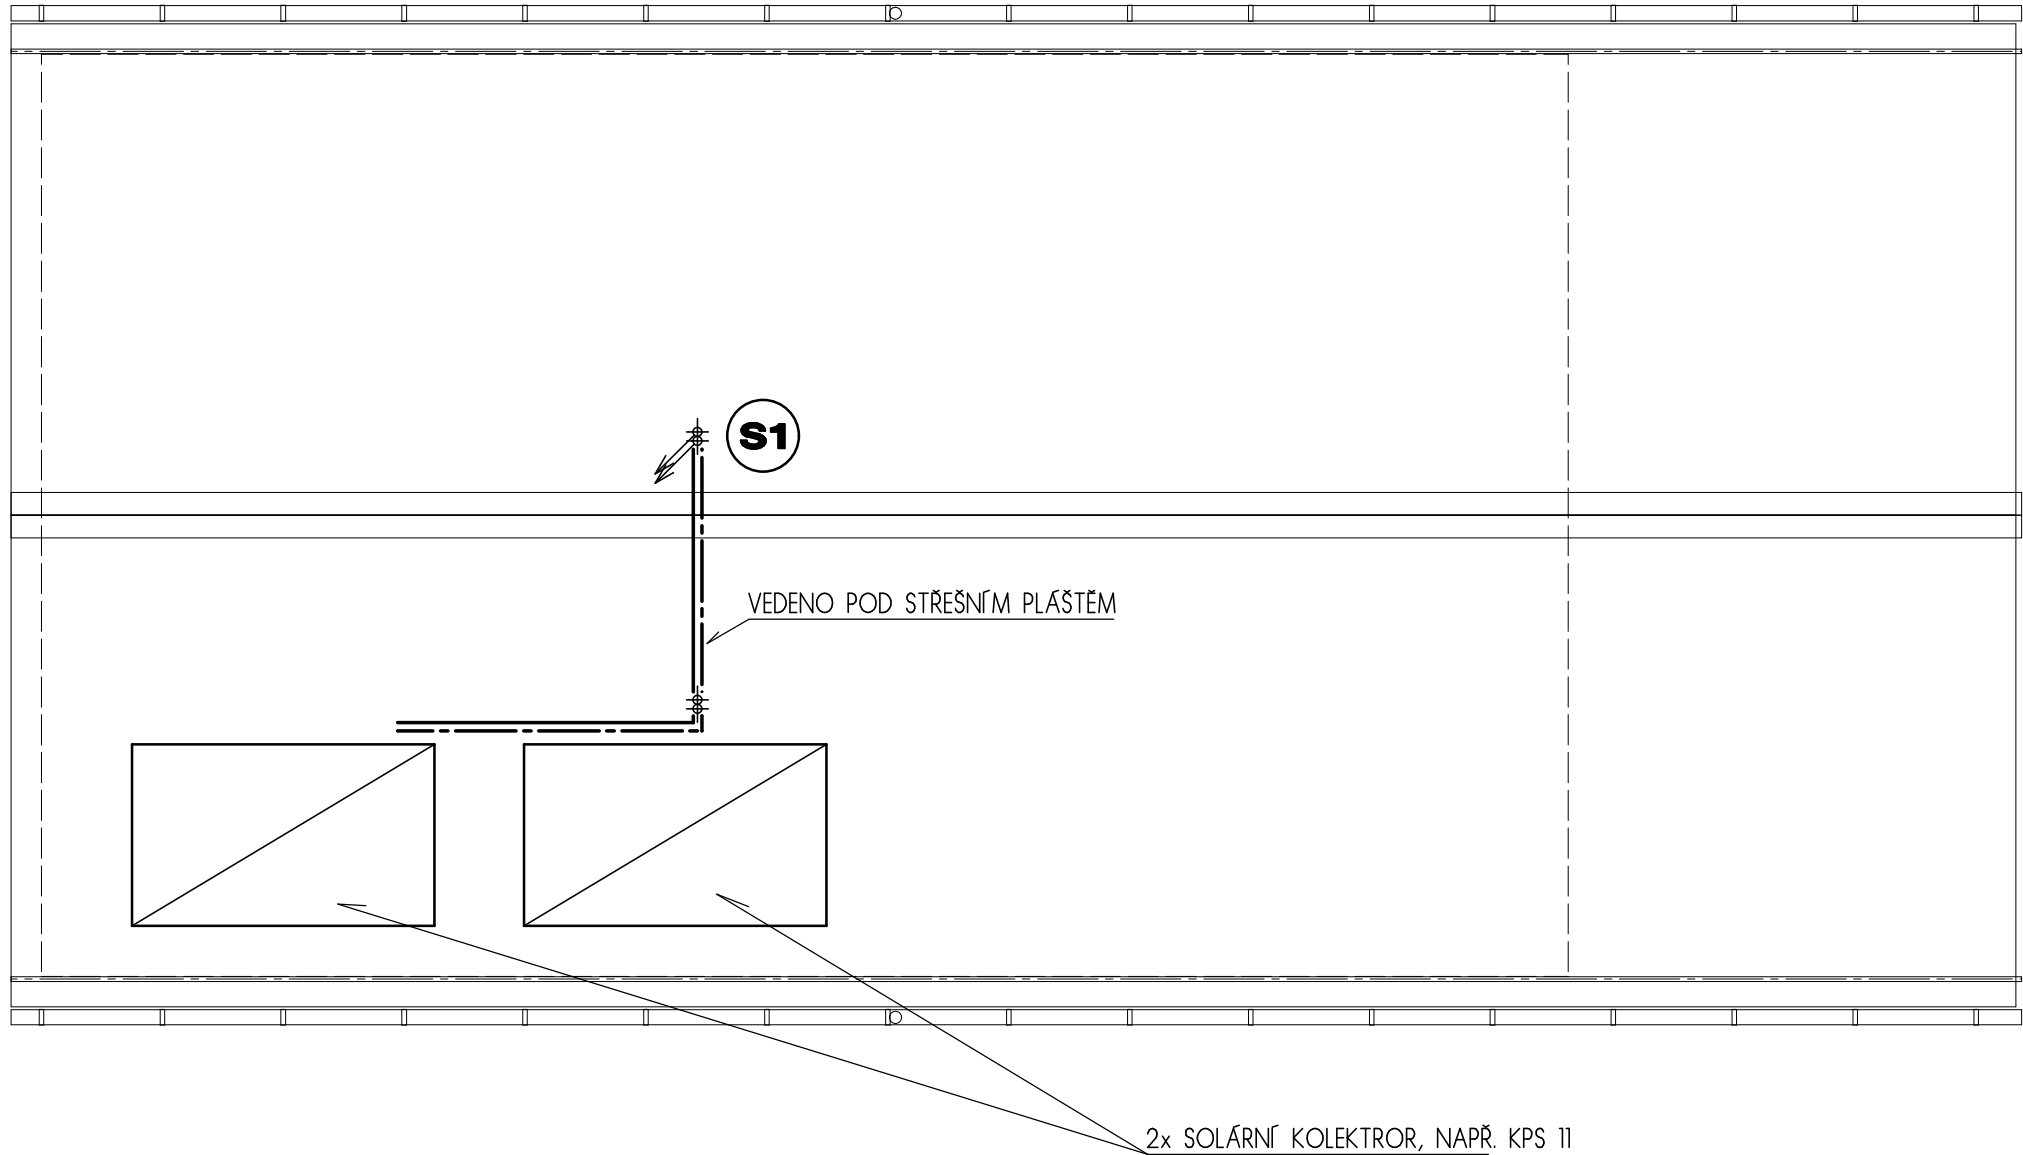 S1
VEDENO POD STŘEŠNÍM PLÁŠTĚM
2x SOLÁRNÍ KOLEKTROR, NAPŘ. KPS 11